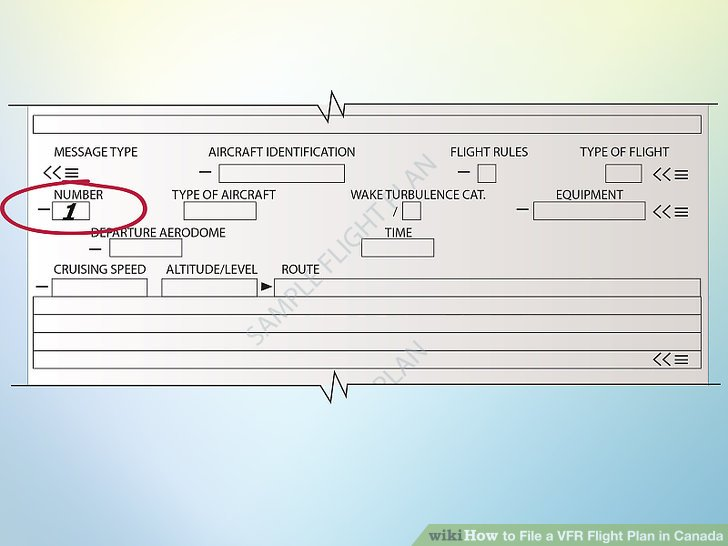 MESSAGE TYPE AIRCRAFT IDENTIFICATION FLIGHT RULES TYPE OF FLIGHT
NUMBER TYPE OF AIRCRAFT WAKE TURBULENCE CAT. EQUIPMENT
1 /
DEPARTURE AERODOME TIME
CRUISING SPEED ALTITUDE/LEVEL ROUTE
SAMPLE FLIGHT PLAN
PLAN
wikiHow to File a VFR Flight Plan in Canada